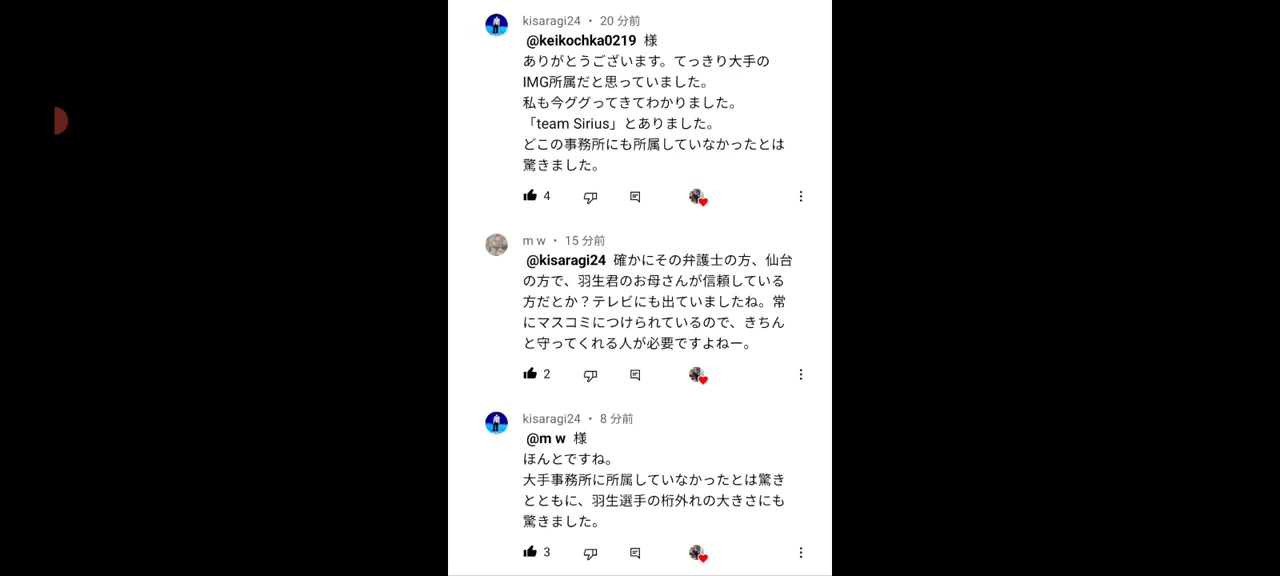 kisaragi24 ・ 20 分前
@keikochka0219 様
ありがとうございます。てっきり大手の
IMG所属だと思っていました。
私も今ググってきてわかりました。
「team Sirius」とありました。
どこの事務所にも所属していなかったとは
驚きました。
4
m w ・ 15 分前
@kisaragi24 確かにその弁護士の方、仙台
の方で、羽生君のお母さんが信頼している
方だとか？テレビにも出ていましたね。常
にマスコミにつけられているので、きちん
と守ってくれる人が必要ですよねー。
2
kisaragi24 ・ 8 分前
@m w 様
ほんとですね。
大手事務所に所属していなかったとは驚き
とともに、羽生選手の桁外れの大きさにも
驚きました。
3